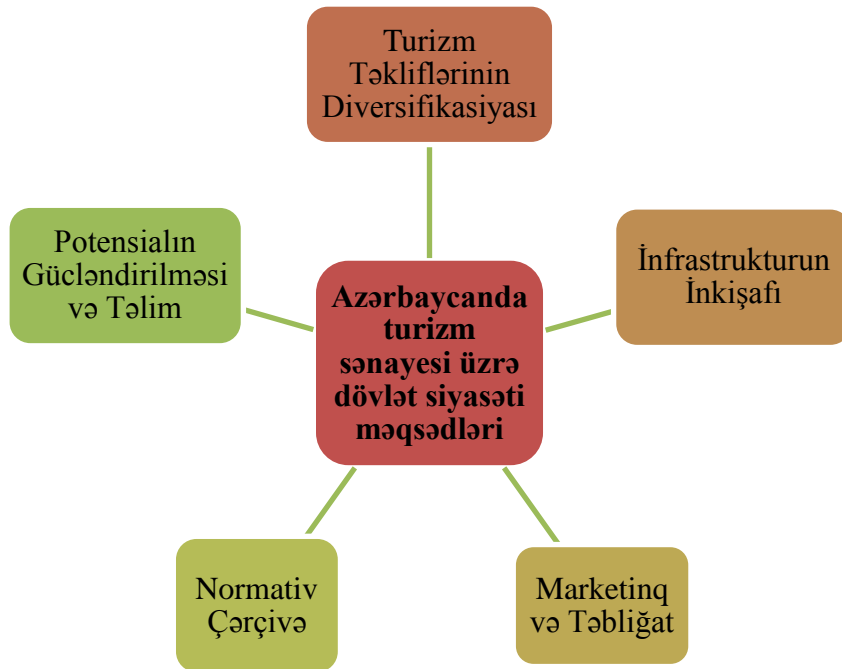 Turizm
Təkliflərinin
Diversifikasiyası
Potensialın
Gücləndirilməsi
və Təlim
İnfrastrukturun
İnkişafı
Azərbaycanda
turizm
sənayesi üzrə
dövlət siyasəti
məqsədləri
Normativ
Çərçivə
Marketinq
və Təbliğat